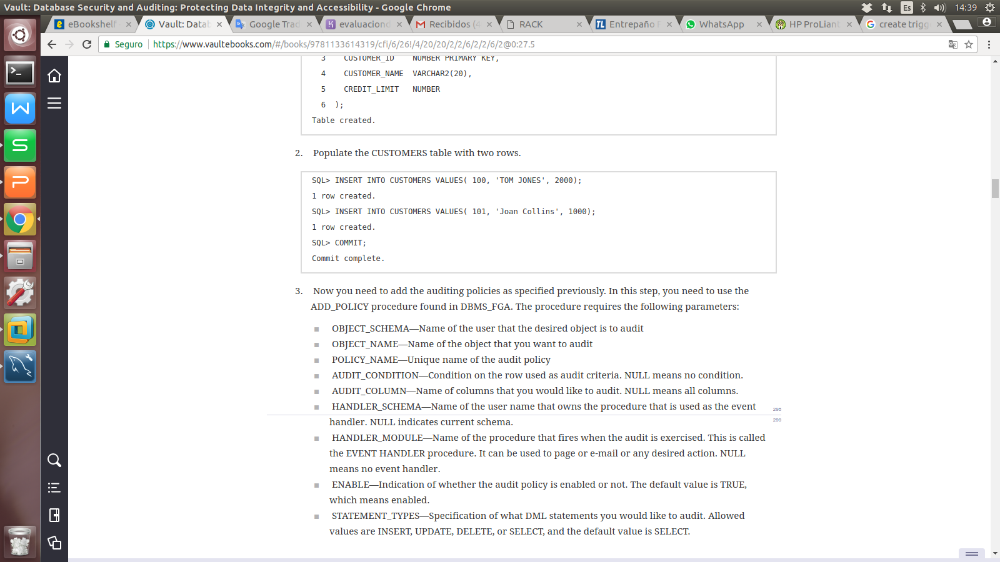 Vault: Database Security and Auditing: Protecting Data Integrity and Accessibility - Google Chrome
Es
14:39
eBookshelf
Vault: Datab
Google Trad
evaluaciond
Recibidos (4
RACK
Entrepaño F
WhatsApp
HP ProLiant
create trigg
Seguro
https://www.vaultebooks.com/#/books/9781133614319/cfi/6/26!/4/20/20/2/2/6/2/2/6/2@0:27.5
3 CUSTOMER_ID NUMBER PRIMARY KEY,
4 CUSTOMER_NAME VARCHAR2(20),
5 CREDIT_LIMIT NUMBER
6 );
Table created.
2. Populate the CUSTOMERS table with two rows.
SQL> INSERT INTO CUSTOMERS VALUES( 100, 'TOM JONES', 2000);
1 row created.
SQL> INSERT INTO CUSTOMERS VALUES( 101, 'Joan Collins', 1000);
1 row created.
SQL> COMMIT;
Commit complete.
3. Now you need to add the auditing policies as specified previously. In this step, you need to use the
ADD_POLICY procedure found in DBMS_FGA. The procedure requires the following parameters:
■ OBJECT_SCHEMA—Name of the user that the desired object is to audit
■ OBJECT_NAME—Name of the object that you want to audit
■ POLICY_NAME—Unique name of the audit policy
■ AUDIT_CONDITION—Condition on the row used as audit criteria. NULL means no condition.
■ AUDIT_COLUMN—Name of columns that you would like to audit. NULL means all columns.
■ HANDLER_SCHEMA—Name of the user name that owns the procedure that is used as the event
298
299
handler. NULL indicates current schema.
■ HANDLER_MODULE—Name of the procedure that fires when the audit is exercised. This is called
the EVENT HANDLER procedure. It can be used to page or e-mail or any desired action. NULL
means no event handler.
■ ENABLE—Indication of whether the audit policy is enabled or not. The default value is TRUE,
which means enabled.
■ STATEMENT_TYPES—Specification of what DML statements you would like to audit. Allowed
values are INSERT, UPDATE, DELETE, or SELECT, and the default value is SELECT.